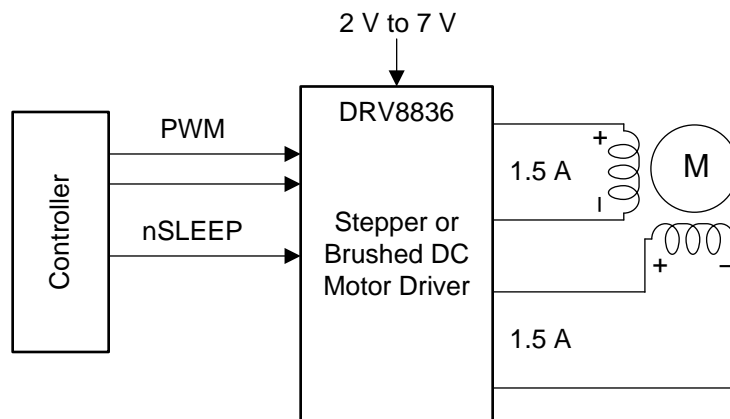 2 V to 7 V
DRV8836
Controller
PWM
nSLEEP
Stepper or
Brushed DC
Motor Driver
+
1.5 A
–
M
+ –
1.5 A